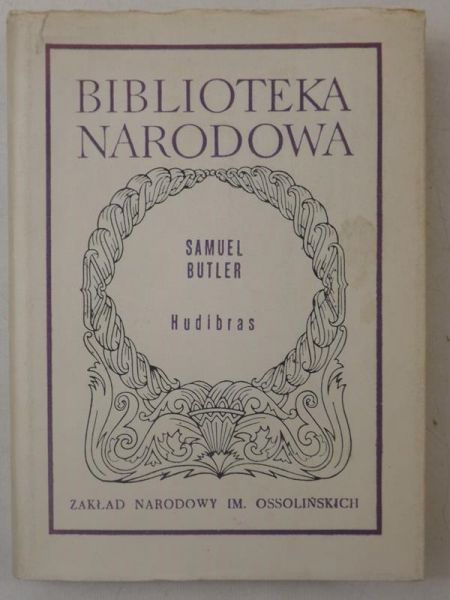 BIBLIOTEKA
NARODOWA
SAMUEL
BUTLER
Hudibras
ZAKŁAD NARODOWY IM. OSSOLIŃSKICH